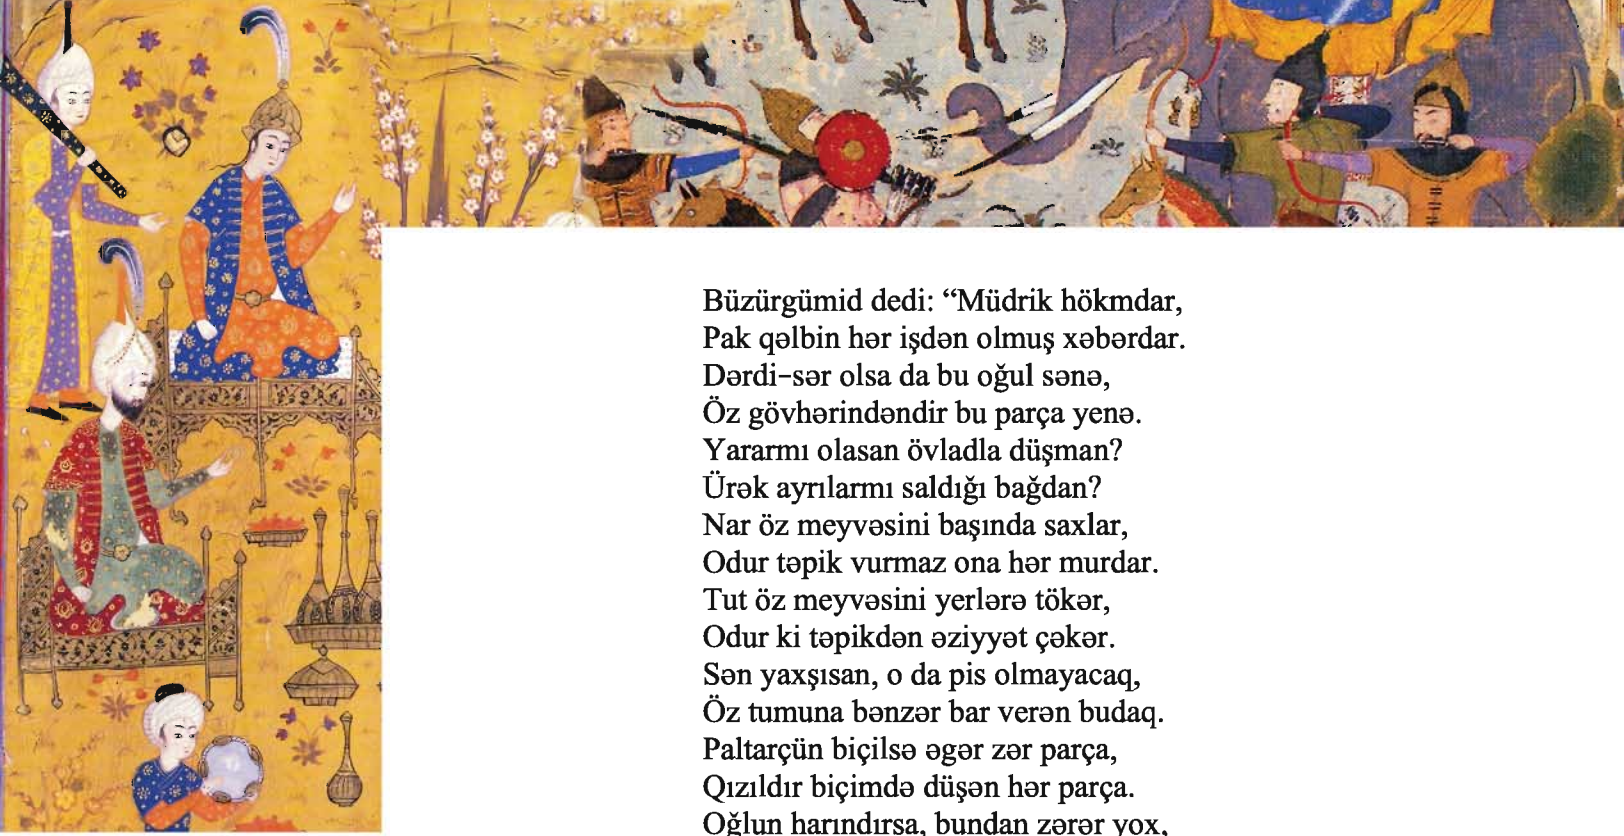 Büzürgümid dedi: “Müdrik hökmdar,
Pak qəlbin hər işdən olmuş xəbərdar.
Dərdi-sər olsa da bu oğul sənə,
Öz gövhərindəndir bu parça yenə.
Yararmı olasan övladla düşman?
Ürək ayrılarmı saldığı bağdan?
Nar öz meyvəsini başında saxlar,
Odur təpik vurmaz ona hər murdar.
Tut öz meyvəsini yerlərə tökər,
Odur ki təpikdən əziyyət çəkər.
Sən yaxşısan, o da pis olmayacaq,
Öz tumuna bənzər bar verən budaq.
Paltarçün biçilsə əgər zər parça,
Qızıldır biçimdə düşən hər parça.
Oğlun harındırsa, bundan zərər yox,